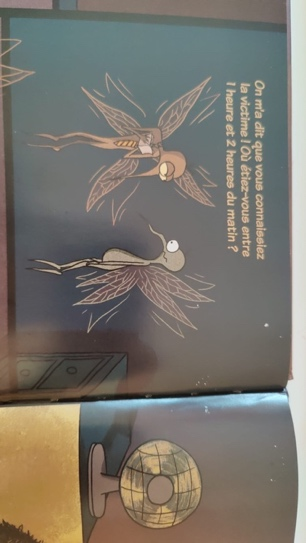 On m'a dit que vous connaissiez
la victime ! Où étiez-vous entre
1 heure et 2 heures du matin ?